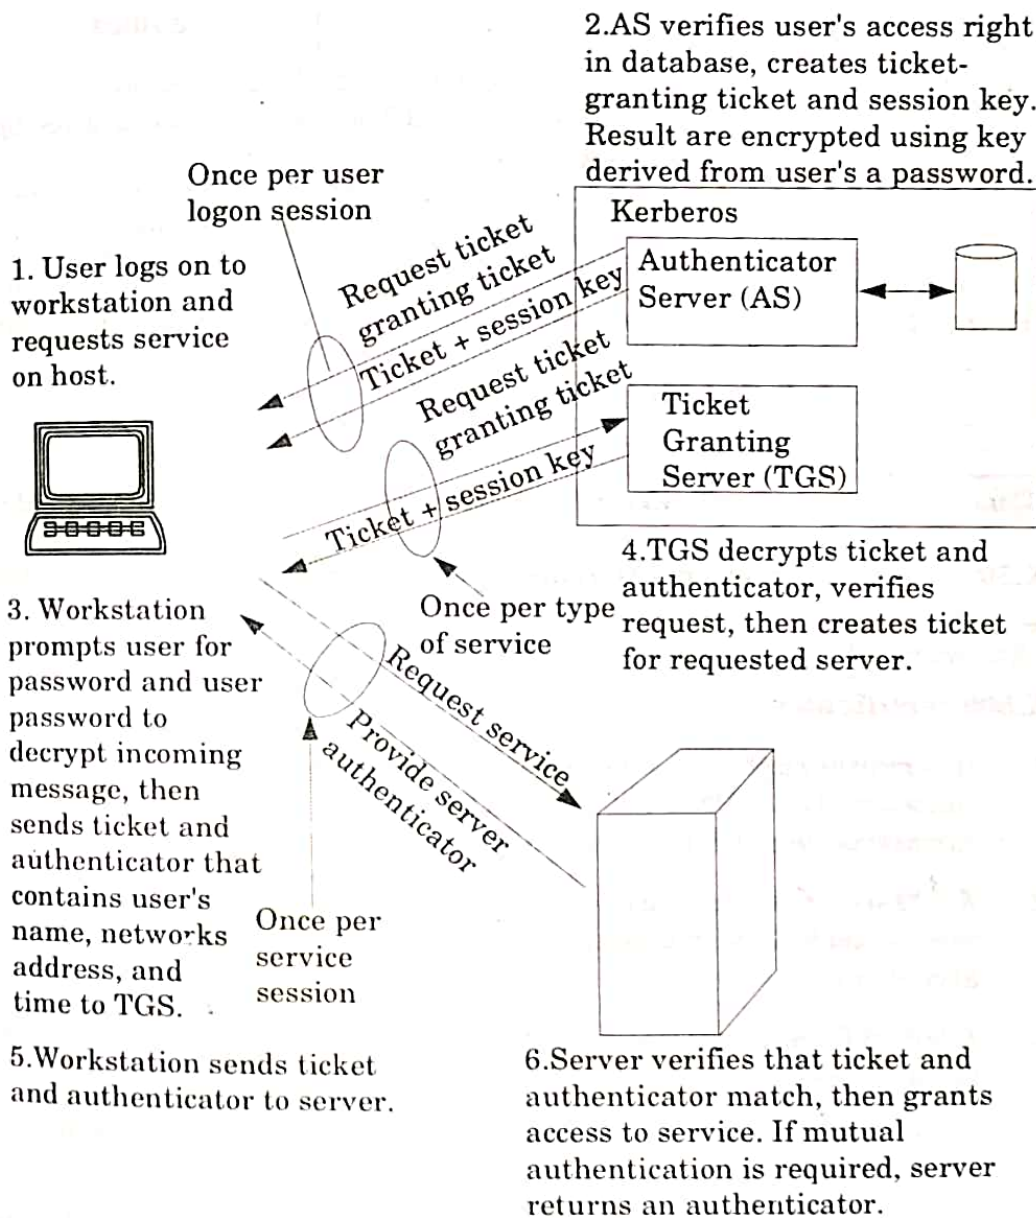 2.AS verifies user's access right
in database, creates ticket-
granting ticket and session key.
Result are encrypted using key
derived from user's a password.
Once per user
logon session
Kerberos
1. User logs on to
workstation and
requests service
on host.
Request ticket
granting ticket
Ticket + session key
Authenticator
Server (AS)
Request ticket
granting ticket
Ticket + session key
Ticket
Granting
Server (TGS)
4.TGS decrypts ticket and
authenticator, verifies
request, then creates ticket
for requested server.
Once per type
of service
3. Workstation
prompts user for
password and user
password to
decrypt incoming
message, then
sends ticket and
authenticator that
contains user's
name, networks
address, and
time to TGS.
Request service
Provide server
authenticator
Once per
service
session
5.Workstation sends ticket
and authenticator to server.
6.Server verifies that ticket and
authenticator match, then grants
access to service. If mutual
authentication is required, server
returns an authenticator.